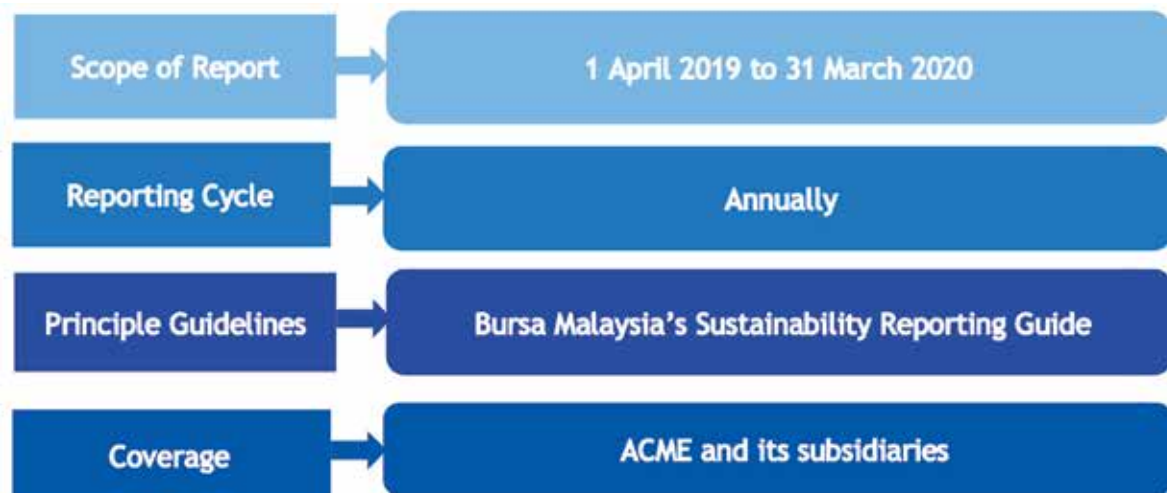 Scope of Report
1 April 2019 to 31 March 2020
Reporting Cycle
Annually
Principle Guidelines
Bursa Malaysia’s Sustainability Reporting Guide
Coverage
ACME and its subsidiaries